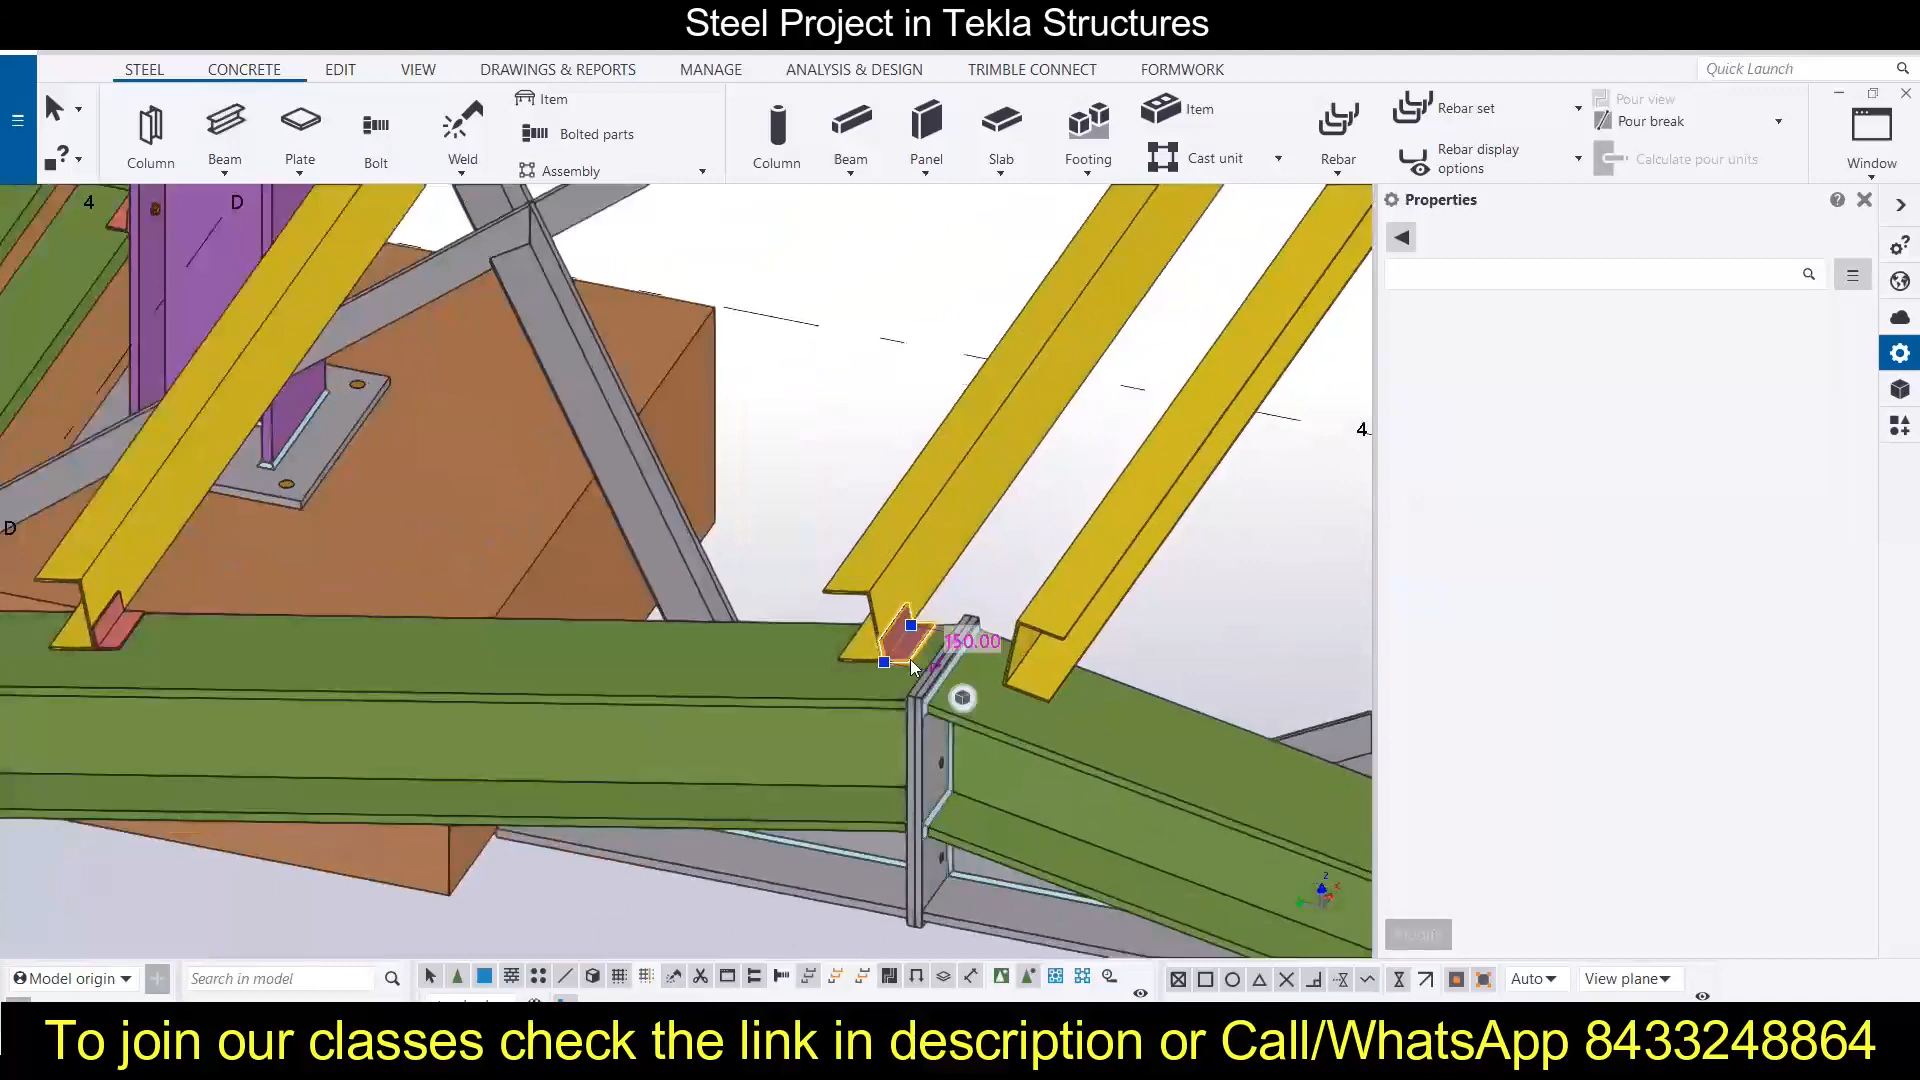 Steel Project in Tekla Structures
STEEL CONCRETE EDIT VIEW DRAWINGS & REPORTS MANAGE ANALYSIS & DESIGN TRIMBLE CONNECT FORMWORK Quick Launch
Column Beam Plate Bolt Weld Item Bolted parts Assembly
Column Beam Panel Slab Footing Item Cast unit Rebar Rebar set Rebar display options Pour view Pour break Calculate pour units Window
Properties
4 D
4
D
150.00
z
Modify
Model origin Search in model Auto View plane
To join our classes check the link in description or Call/WhatsApp 8433248864